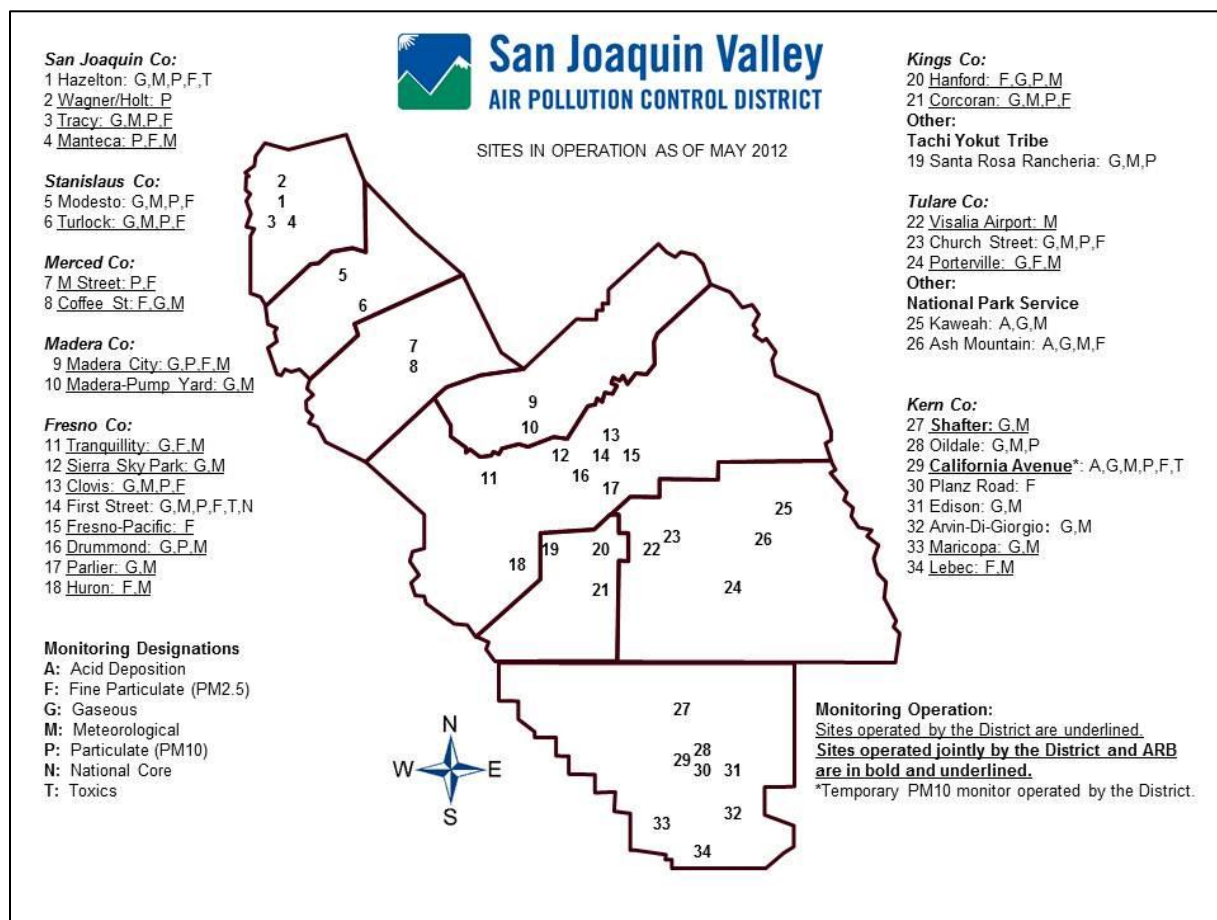 San Joaquin Valley
AIR POLLUTION CONTROL DISTRICT
SITES IN OPERATION AS OF MAY 2012
San Joaquin Co:
1 Hazelton: G,M,P,F,T
2 Wagner/Holt: P
3 Tracy: G,M,P,F
4 Manteca: P,F,M
Stanislaus Co:
5 Modesto: G,M,P,F
6 Turlock: G,M,P,F
Merced Co:
7 M Street: P,F
8 Coffee St: F,G,M
Madera Co:
9 Madera City: G,P,F,M
10 Madera-Pump Yard: G,M
Fresno Co:
11 Tranquillity: G,F,M
12 Sierra Sky Park: G,M
13 Clovis: G,M,P,F
14 First Street: G,M,P,F,T,N
15 Fresno-Pacific: F
16 Drummond: G,P,M
17 Parlier: G,M
18 Huron: F,M
Monitoring Designations
A: Acid Deposition
F: Fine Particulate (PM2.5)
G: Gaseous
M: Meteorological
P: Particulate (PM10)
N: National Core
T: Toxics
2
1
3 4
5
6
7
8
9
10
13
12 14 15
11 16
17
25
23
19 20 22 26
18
21 24
27
28
29
30 31
32
33
34
N
W E
S
Kings Co:
20 Hanford: F,G,P,M
21 Corcoran: G,M,P,F
Other:
Tachi Yokut Tribe
19 Santa Rosa Rancheria: G,M,P
Tulare Co:
22 Visalia Airport: M
23 Church Street: G,M,P,F
24 Porterville: G,F,M
Other:
National Park Service
25 Kaweah: A,G,M
26 Ash Mountain: A,G,M,F
Kern Co:
27 Shafter: G,M
28 Oildale: G,M,P
29 California Avenue*: A,G,M,P,F,T
30 Planz Road: F
31 Edison: G,M
32 Arvin-Di-Giorgio: G,M
33 Maricopa: G,M
34 Lebec: F,M
Monitoring Operation:
Sites operated by the District are underlined.
Sites operated jointly by the District and ARB
are in bold and underlined.
*Temporary PM10 monitor operated by the District.